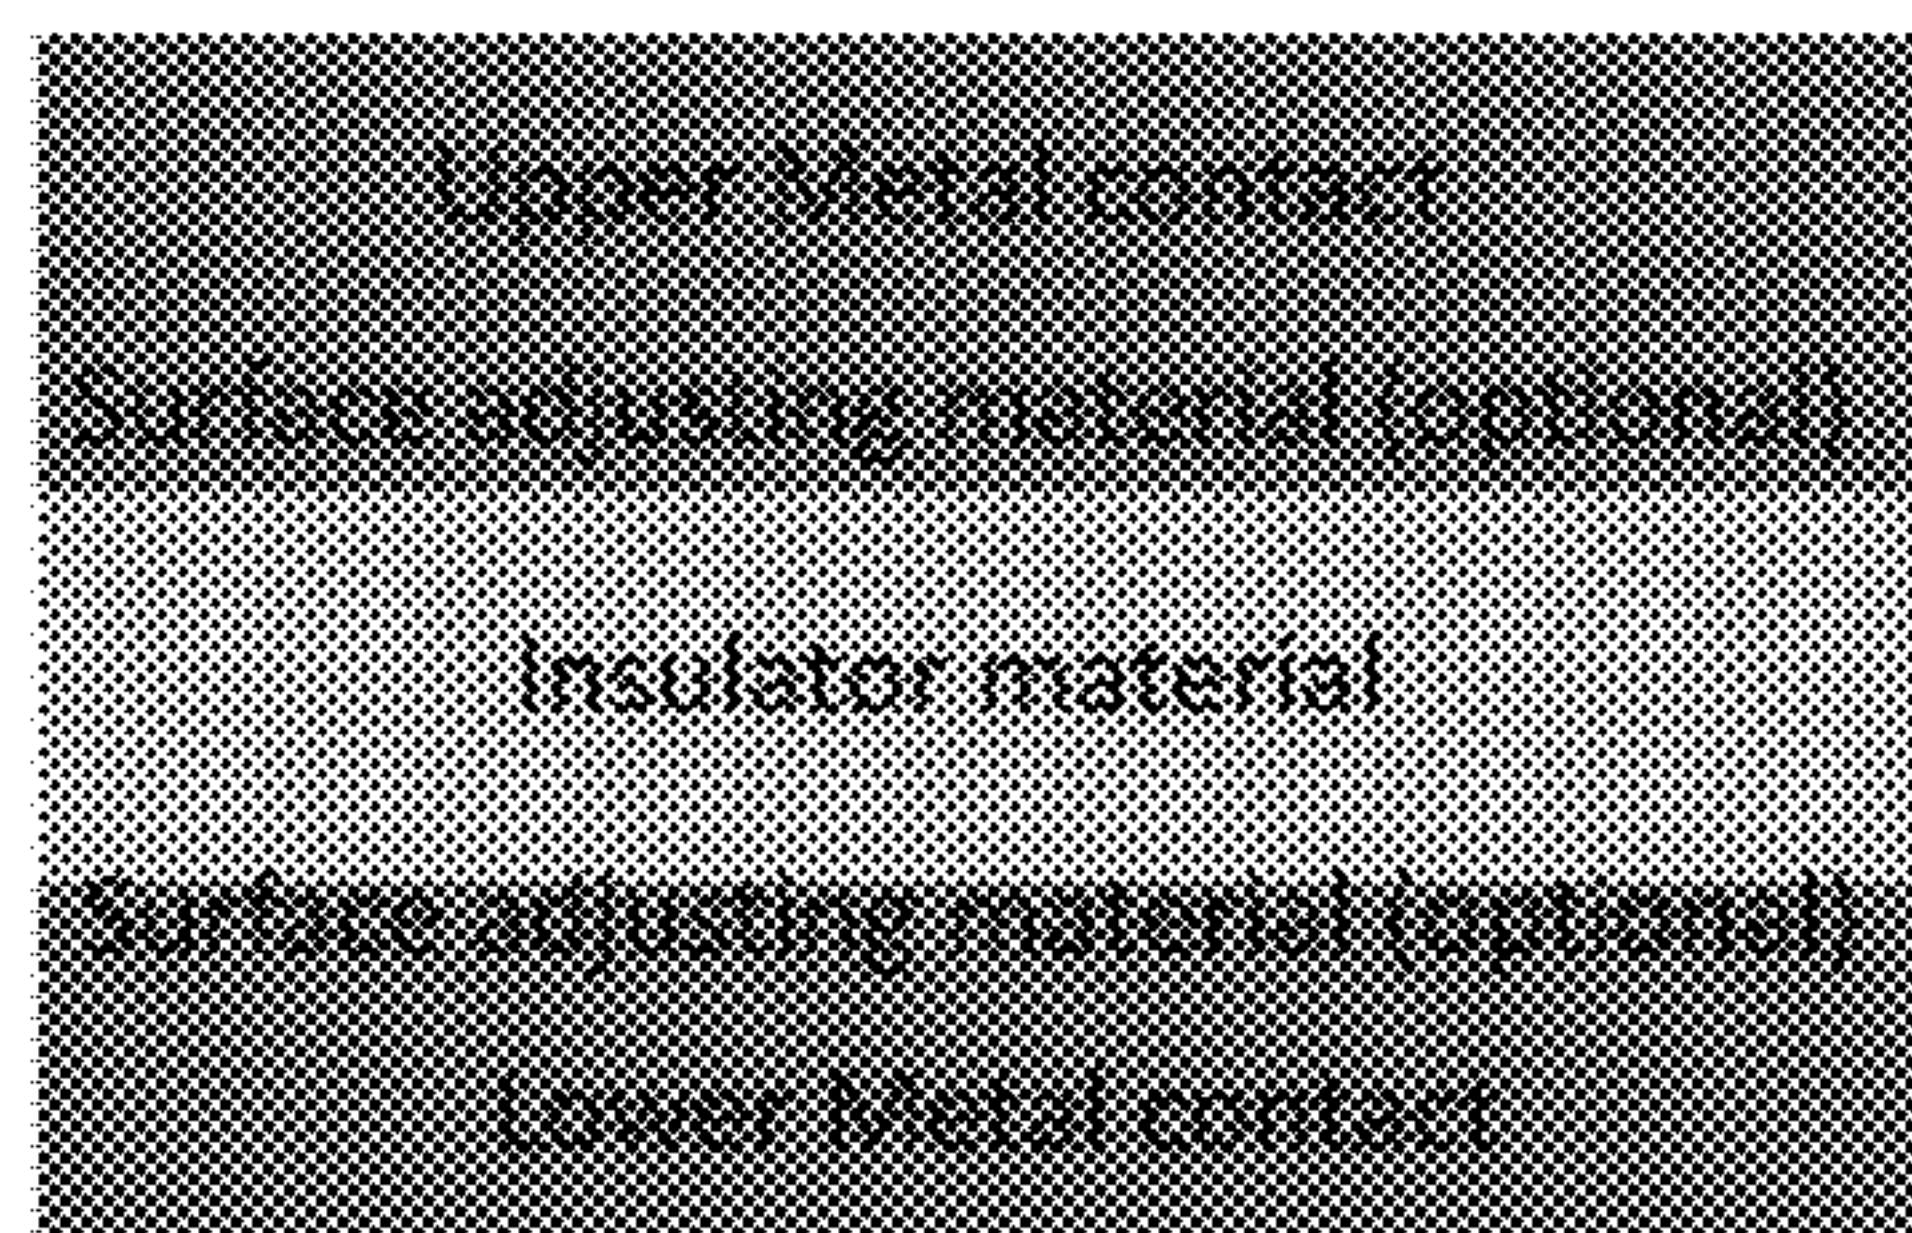 Upper Metal contact
Surface adjusting material (optional)
Insulator material
Surface adjusting material (optional)
Lower Metal contact